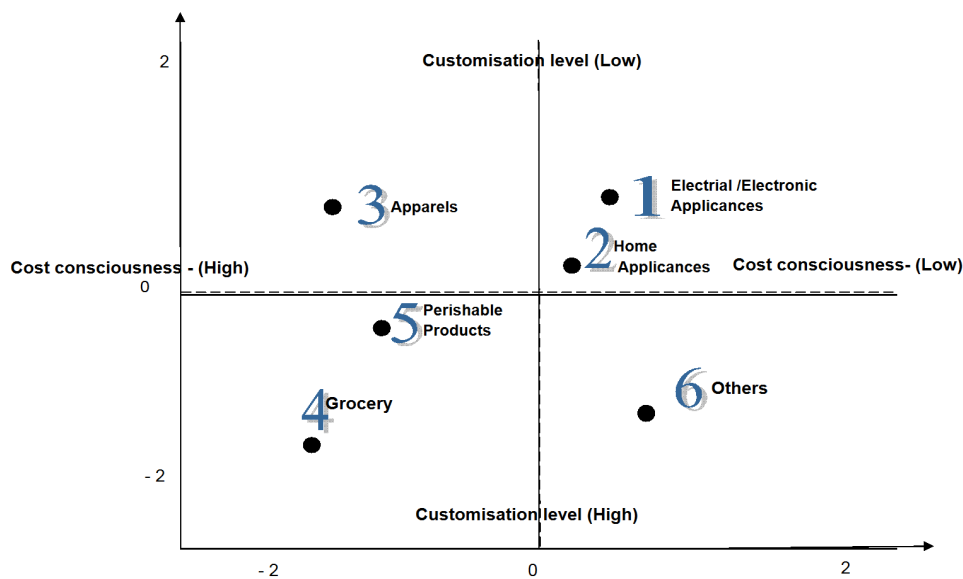 2
Customisation level (Low)
3
Apparels
1
Electrial /Electronic
Applicances
2
Home
Applicances
Cost consciousness - (High)
Cost consciousness- (Low)
0
5
Perishable
Products
4
Grocery
6
Others
- 2
Customisation level (High)
- 2
0
2